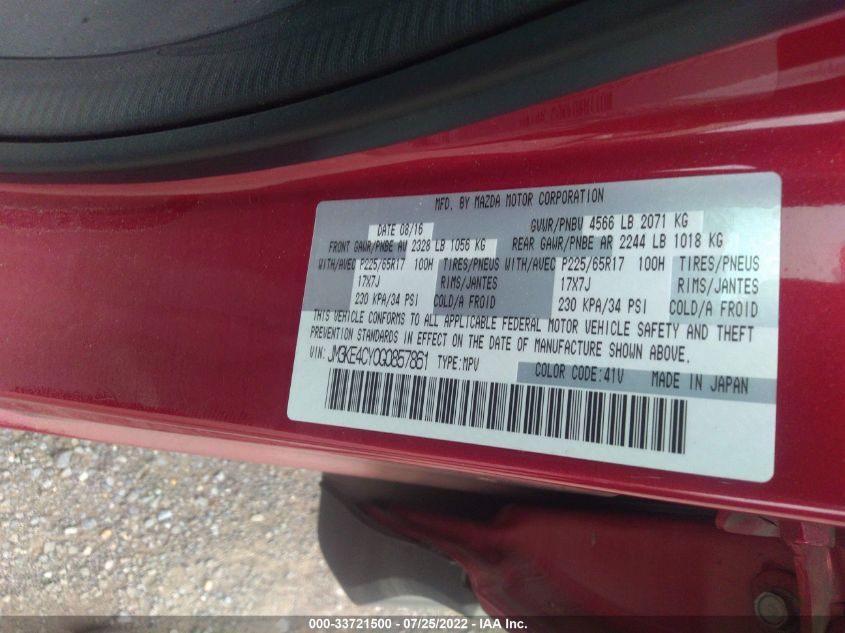 MFD. BY MAZDA MOTOR CORPORATION
DATE 08/16 GVWR/PNBV 4566 LB 2071 KG
FRONT GAWR/PNBE AV 2328 LB 1056 KG REAR GAWR/PNBE AR 2244 LB 1018 KG
WITH/AVEC P225/65R17 100H TIRES/PNEUS WITH/AVEC P225/65R17 100H TIRES/PNEUS
17X7J RIMS/JANTES 17X7J RIMS/JANTES
230 KPA/34 PSI COLD/A FROID 230 KPA/34 PSI COLD/A FROID
THIS VEHICLE CONFORMS TO ALL APPLICABLE FEDERAL MOTOR VEHICLE SAFETY AND THEFT
PREVENTION STANDARDS IN EFFECT ON THE DATE OF MANUFACTURE SHOWN ABOVE.
VIN: JM3KE4CY0G0857861 TYPE:MPV
COLOR CODE:41V MADE IN JAPAN
000-33721500 - 07/25/2022 - IAA Inc.